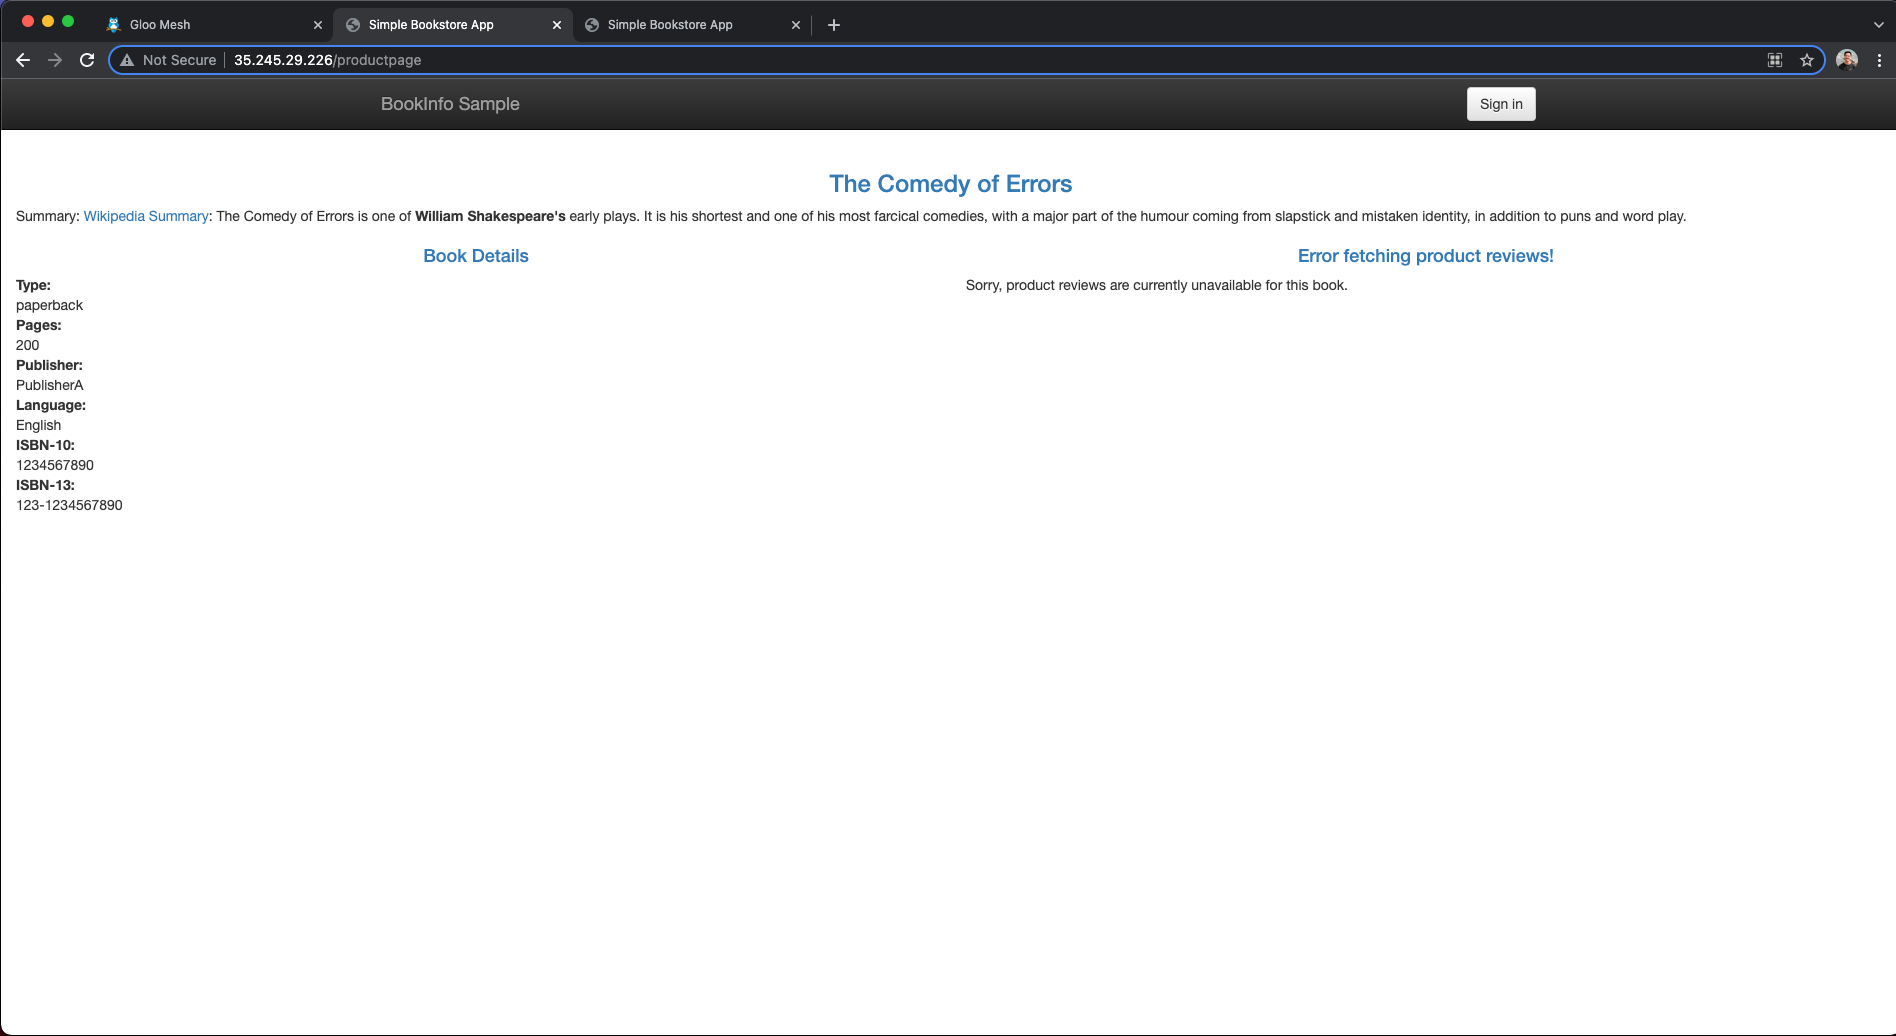 Gloo Mesh
Simple Bookstore App
Simple Bookstore App
Not Secure 35.245.29.226/productpage
BookInfo Sample
Sign in
The Comedy of Errors
Summary: Wikipedia Summary: The Comedy of Errors is one of William Shakespeare's early plays. It is his shortest and one of his most farcical comedies, with a major part of the humour coming from slapstick and mistaken identity, in addition to puns and word play.
Book Details
Type:
paperback
Pages:
200
Publisher:
PublisherA
Language:
English
ISBN-10:
1234567890
ISBN-13:
123-1234567890
Error fetching product reviews!
Sorry, product reviews are currently unavailable for this book.